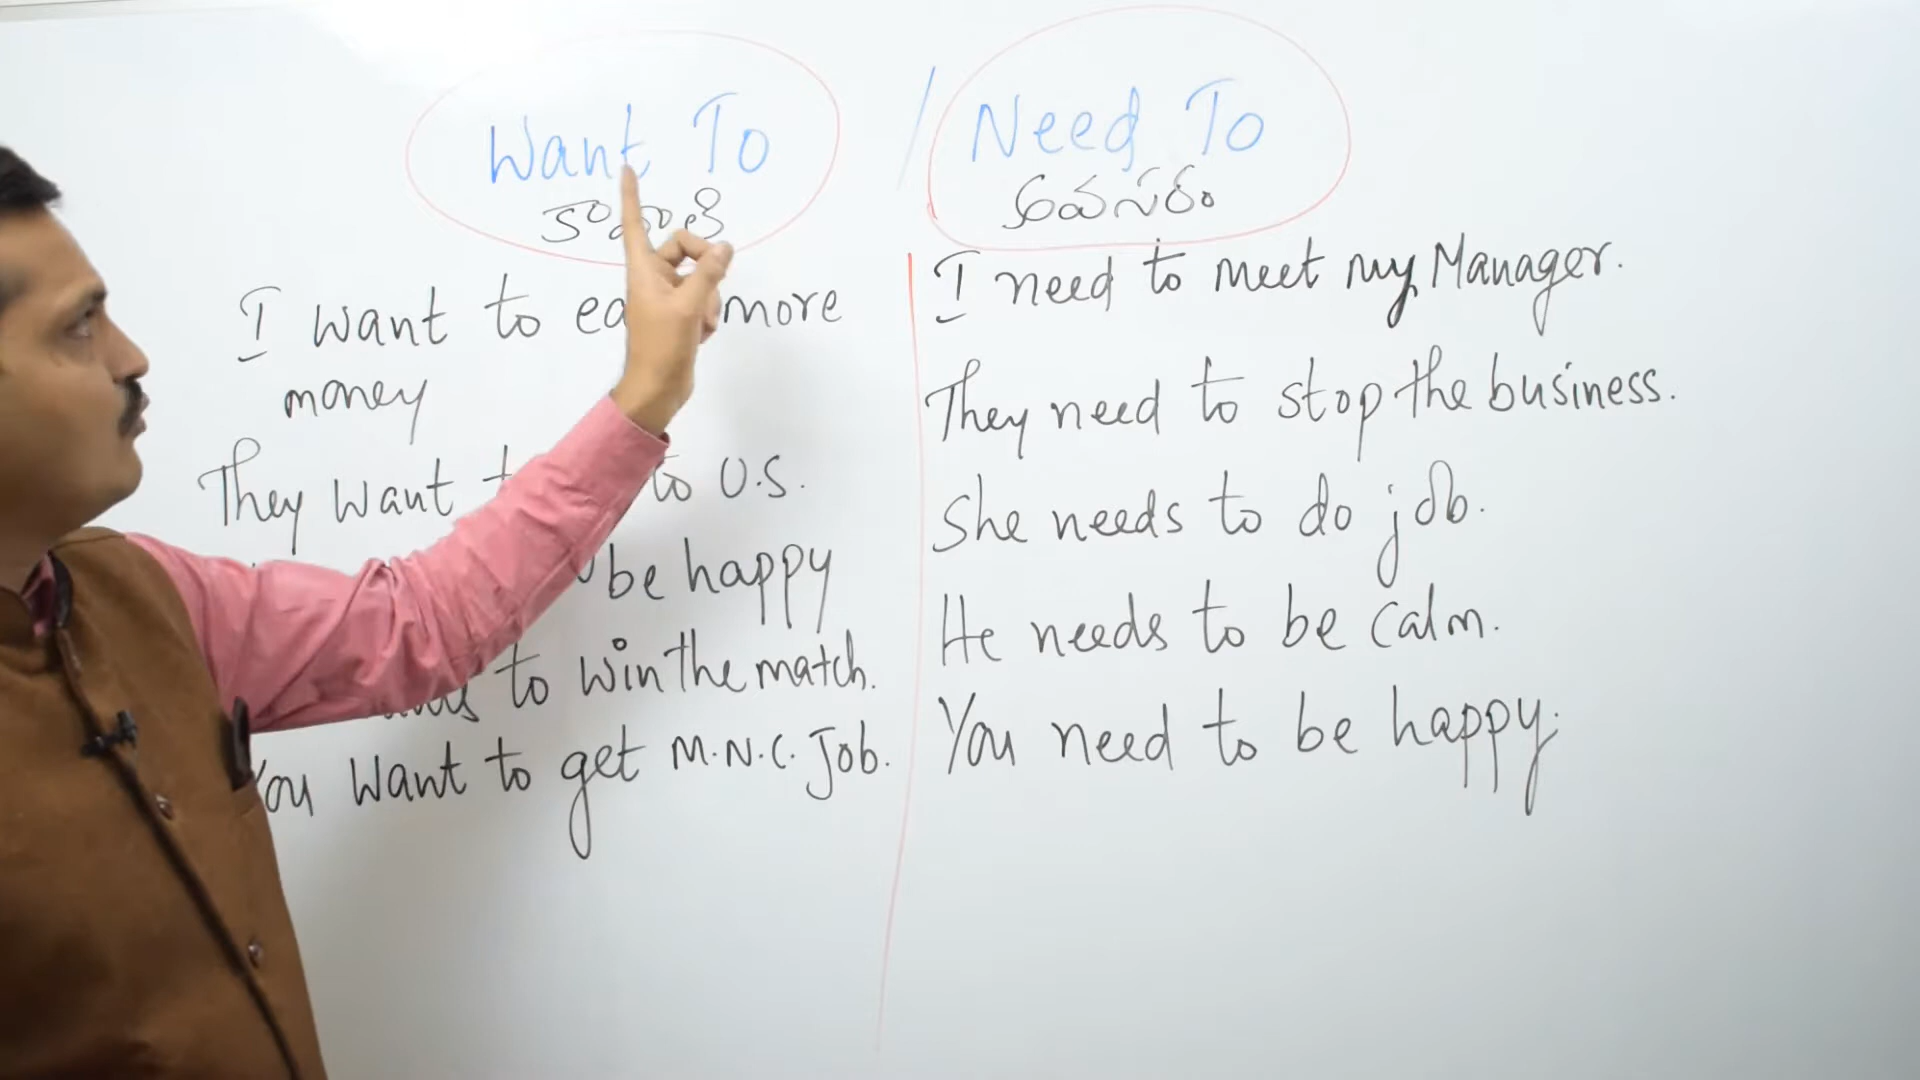 Want To / Need To
అవసరం
I want to more
money
They want to U.S.
be happy
to win the match.
You want to get M.N.C. Job.
I need to meet my Manager.
They need to stop the business.
She needs to do job.
He needs to be calm.
You need to be happy.